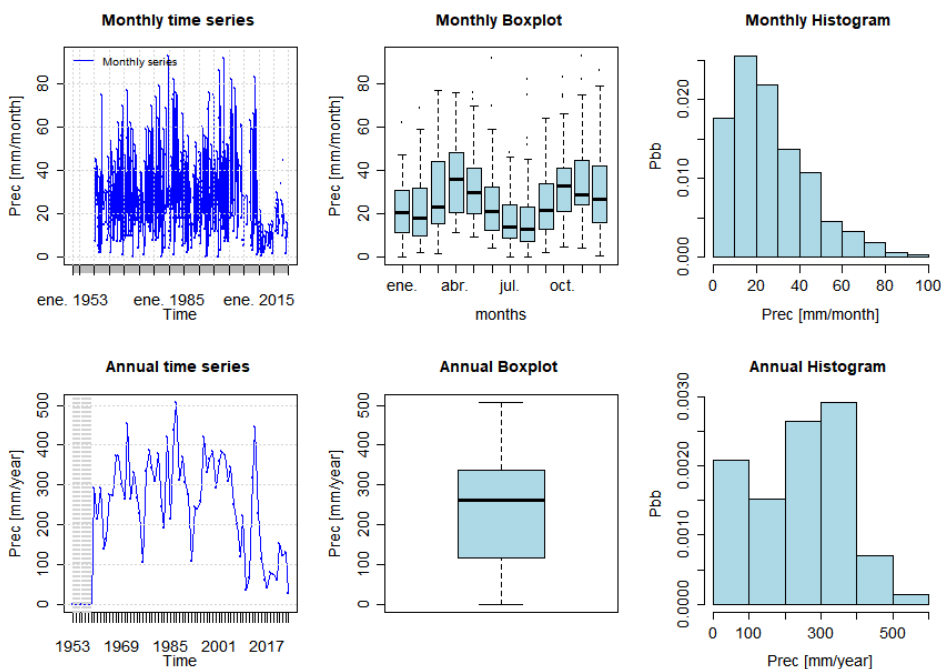 Monthly time series
Monthly series
Prec [mm/month]
0 20 40 60 80
ene. 1953 ene. 1985 ene. 2015
Time
Monthly Boxplot
Prec [mm/month]
0 20 40 60 80
ene. abr. jul. oct.
months
Monthly Histogram
Pbb
0.000 0.010 0.020
0 20 40 60 80 100
Prec [mm/month]
Annual time series
Prec [mm/year]
0 100 200 300 400 500
1953 1969 1985 2001 2017
Time
Annual Boxplot
Prec [mm/year]
0 100 200 300 400 500
Annual Histogram
Pbb
0.0000 0.0010 0.0020 0.0030
0 100 300 500
Prec [mm/year]